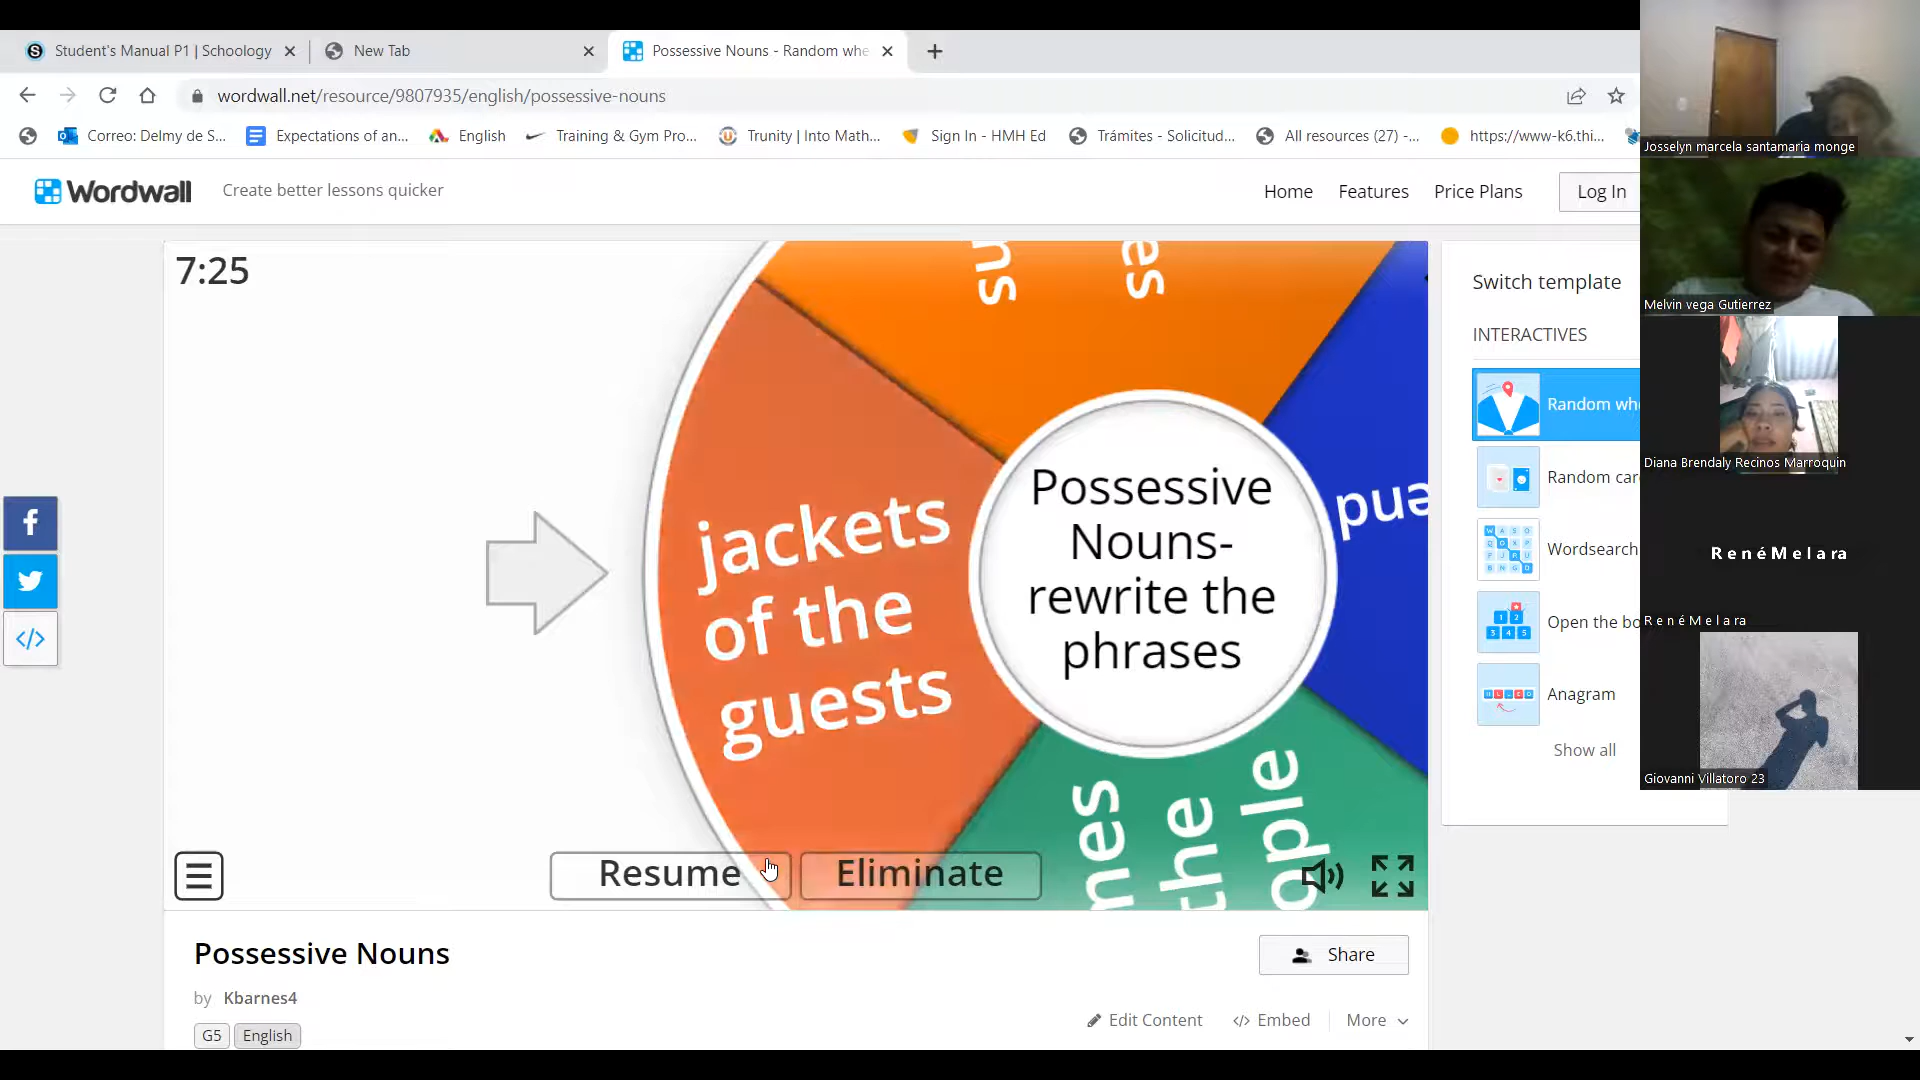 Student's Manual P1 | Schoology
New Tab
Possessive Nouns - Random whe
wordwall.net/resource/9807935/english/possessive-nouns
Correo: Delmy de S...
Expectations of an...
English
Training & Gym Pro...
Trunity | Into Math...
Sign In - HMH Ed
Trámites - Solicitud...
All resources (27) -...
https://www-k6.thi...
Wordwall
Create better lessons quicker
Home
Features
Price Plans
Log In
7:25
jackets
of the
guests
Possessive
Nouns-
rewrite the
phrases
Resume
Eliminate
Switch template
INTERACTIVES
Random whe
Random car
Wordsearch
Open the bo
Anagram
Show all
Possessive Nouns
by Kbarnes4
G5
English
Share
Edit Content
Embed
More
Josselyn marcela santamaria monge
Melvin vega Gutierrez
Diana Brendaly Recinos Marroquin
RenéMelara
RenéMelara
Giovanni Villatoro 23